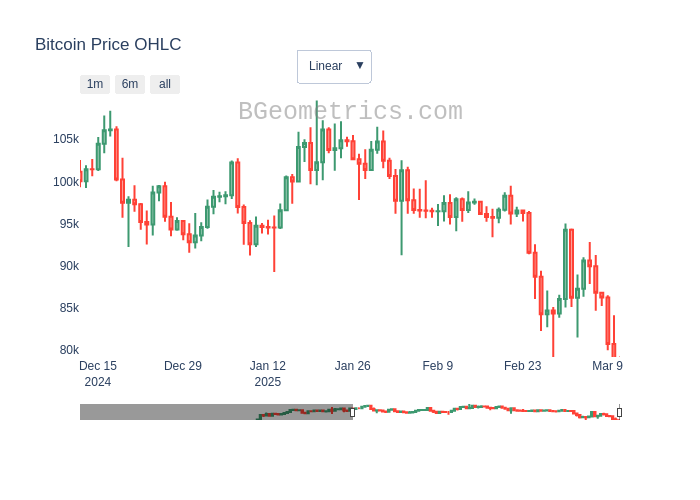 Bitcoin Price OHLC
Linear ▼
1m 6m all
BGeometrics.com
105k
100k
95k
90k
85k
80k
Dec 15 Dec 29 Jan 12 Jan 26 Feb 9 Feb 23 Mar 9
2024 2025